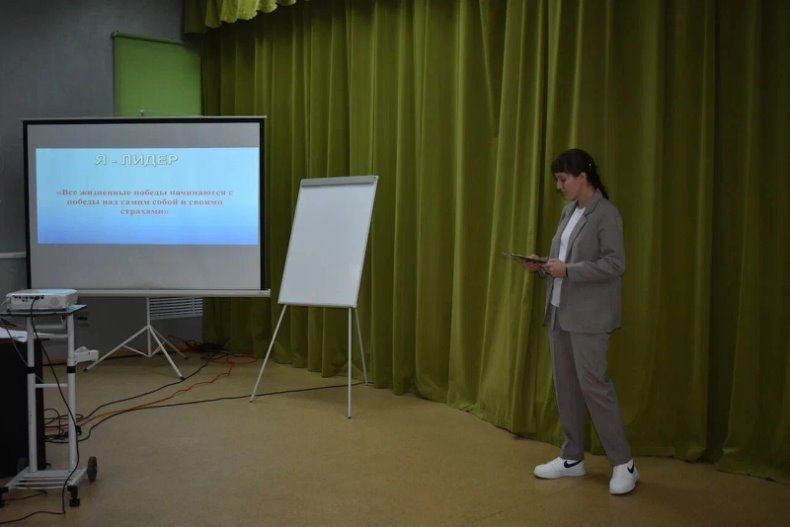 Я - ЛИДЕР
«Все жизненные победы начинаются с
победы над самим собой и своими
страхами»